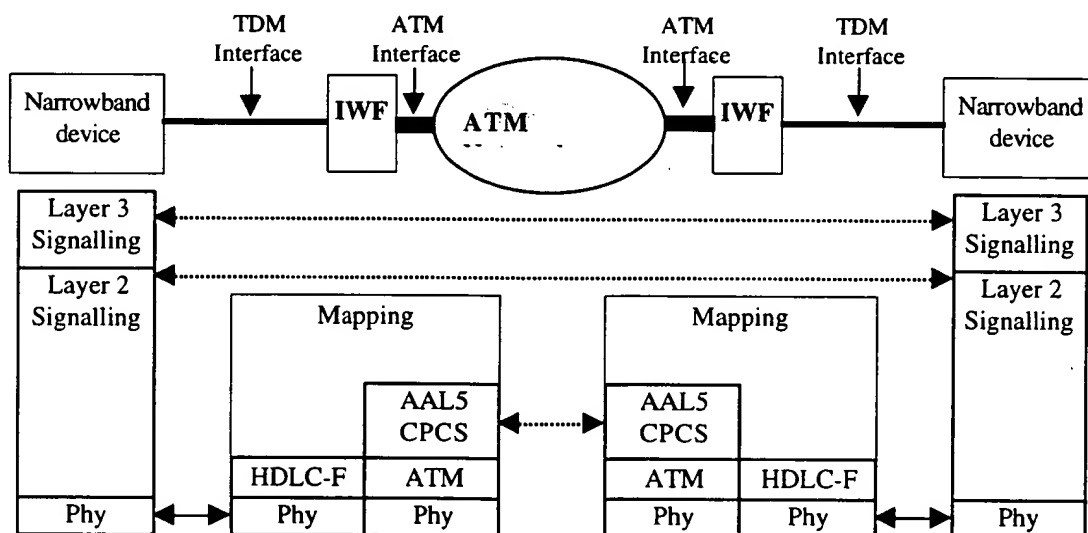 TDM
Interface
ATM
Interface
ATM
Interface
TDM
Interface
Narrowband
device
IWF
ATM
IWF
Narrowband
device
Layer 3
Signalling
Layer 3
Signalling
Layer 2
Signalling
Layer 2
Signalling
Mapping
Mapping
AAL5
CPCS
AAL5
CPCS
HDLC-F
ATM
ATM
HDLC-F
Phy
Phy
Phy
Phy
Phy
Phy